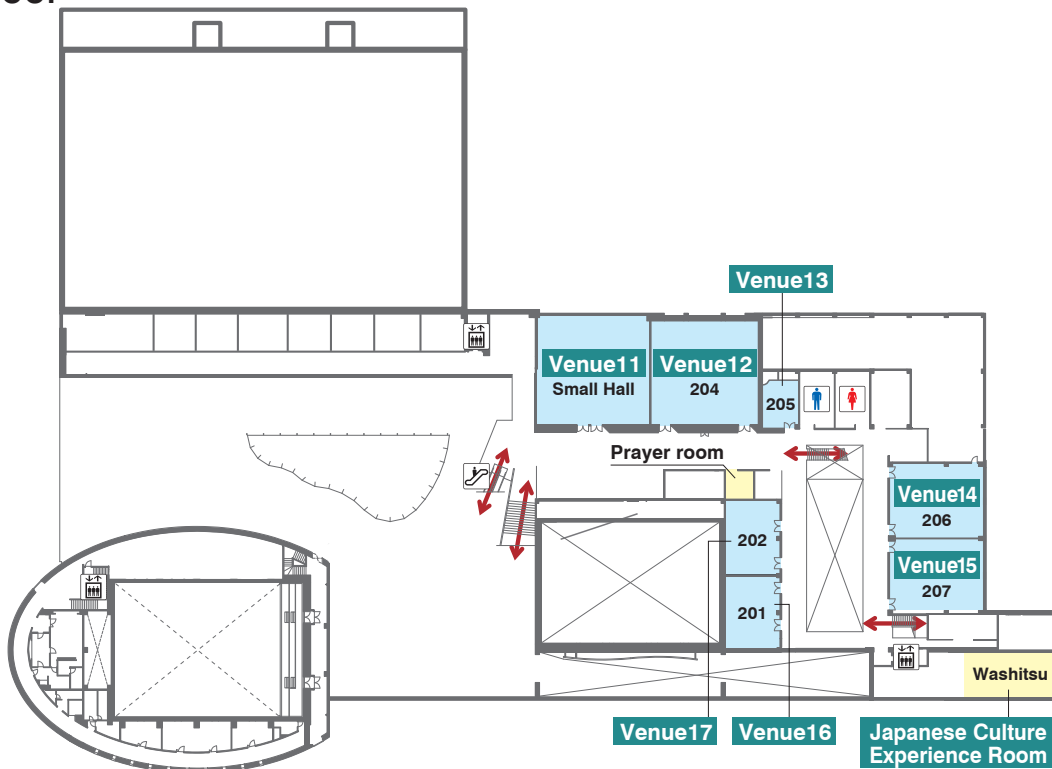 Venue13
Venue11
Small Hall
Venue12
204
205
Prayer room
Venue14
206
202
Venue15
207
201
Washitsu
Venue17
Venue16
Japanese Culture
Experience Room